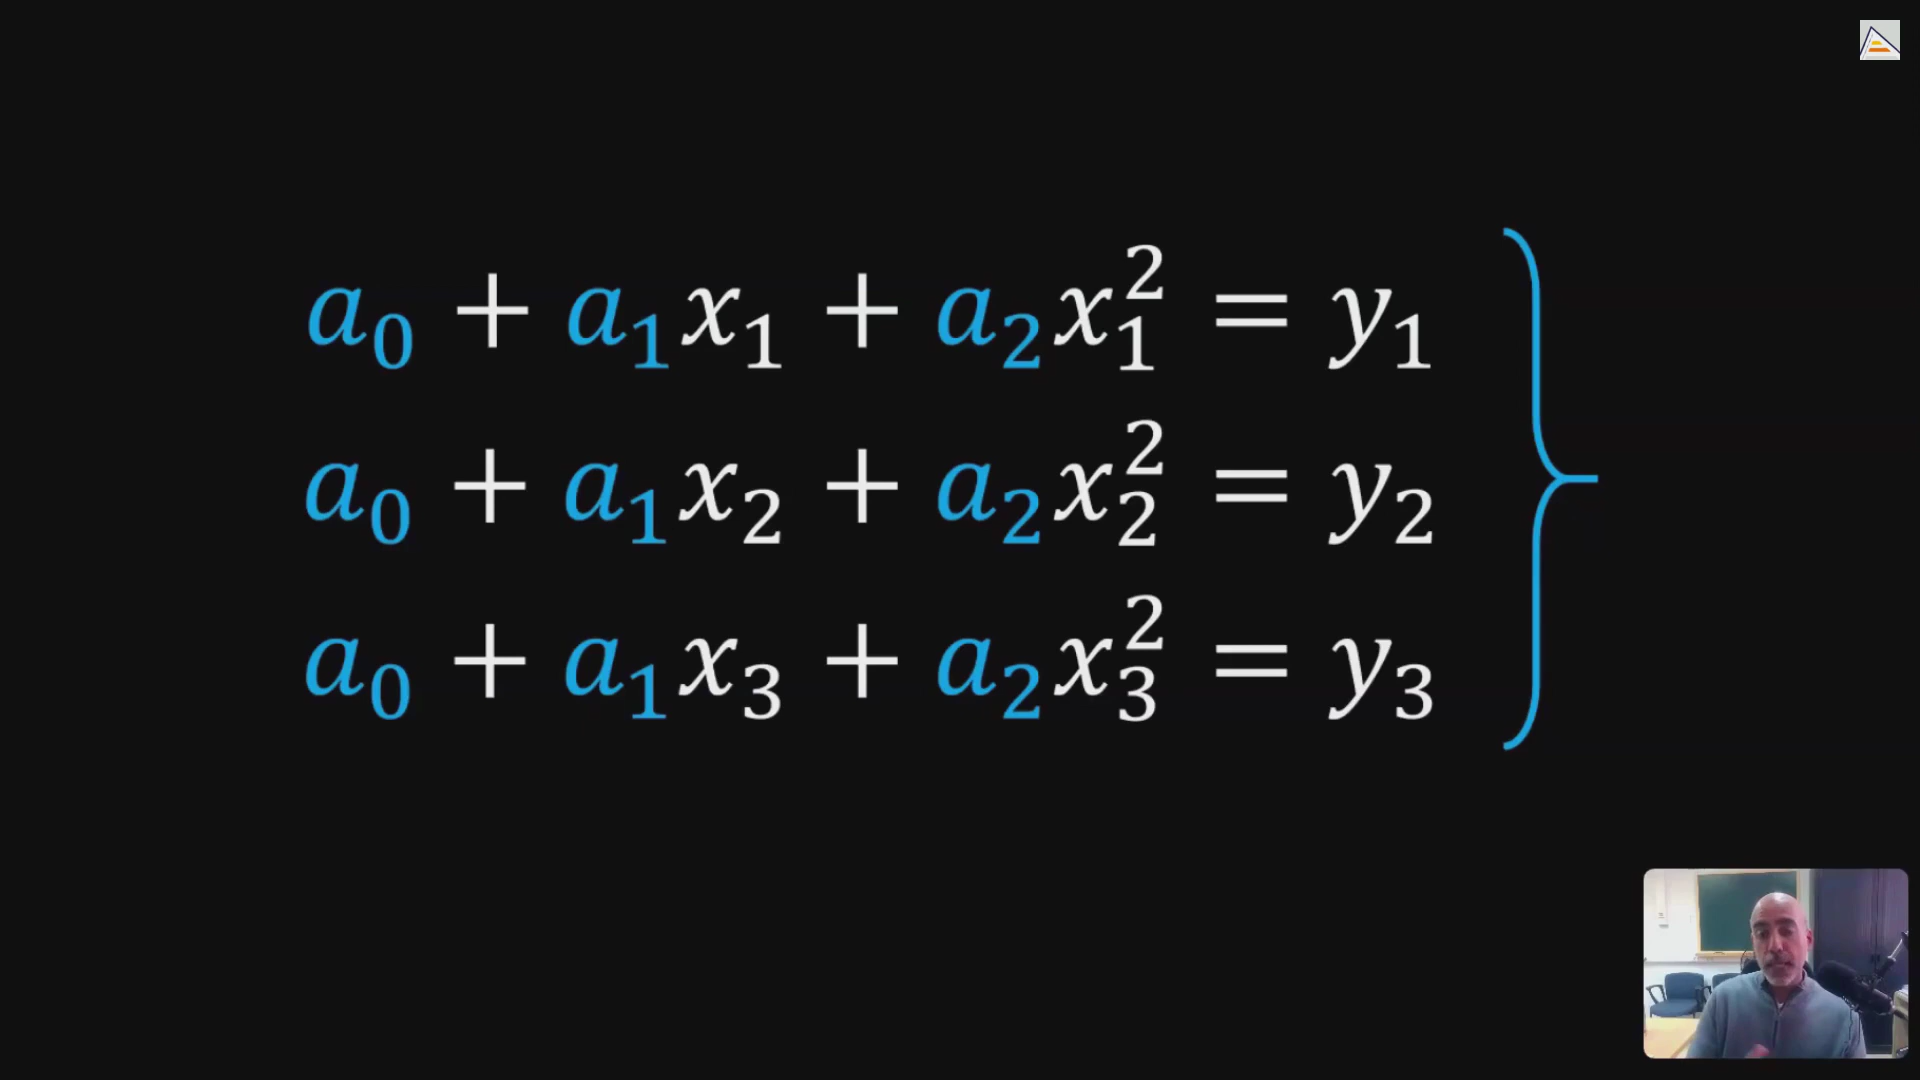 a₀ + a₁x₁ + a₂x₁² = y₁
a₀ + a₁x₂ + a₂x₂² = y₂
a₀ + a₁x₃ + a₂x₃² = y₃